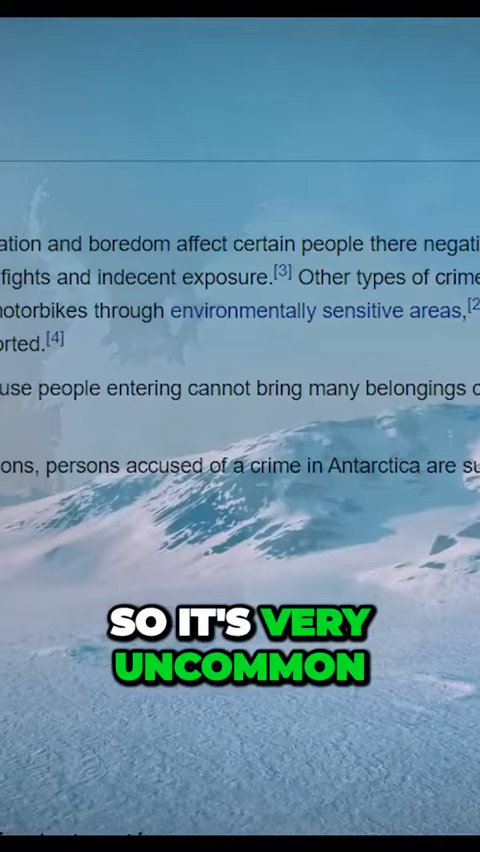 ation and boredom affect certain people there negati
fights and indecent exposure.[3] Other types of crime
notorbikes through environmentally sensitive areas,[2
orted.[4]
use people entering cannot bring many belongings o
ons, persons accused of a crime in Antarctica are su
SO IT'S VERY
UNCOMMON